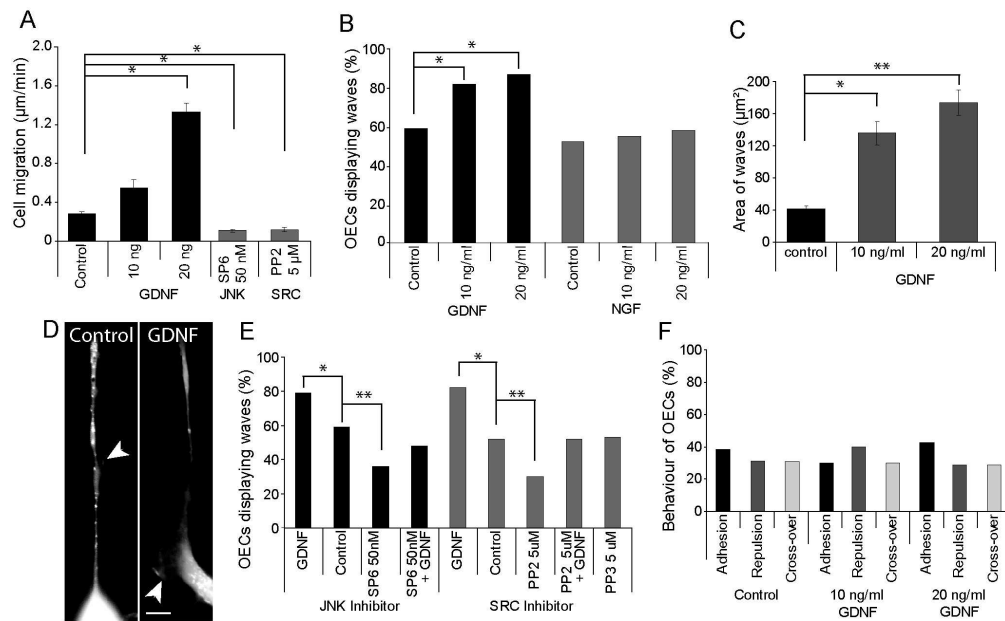 A
Cell migration (µm/min)
2.0
1.6
1.2
0.8
0.4
0
*
*
*
Control
10 ng
20 ng
SP6
50 nM
PP2
5 µM
GDNF
JNK
SRC
B
OECs displaying waves (%)
100
80
60
40
20
0
*
*
Control
10 ng/ml
20 ng/ml
Control
10 ng/ml
20 ng/ml
GDNF
NGF
C
Area of waves (µm²)
200
160
120
80
40
0
*
**
control
10 ng/ml
20 ng/ml
GDNF
D
Control
GDNF
E
OECs displaying waves (%)
100
80
60
40
20
0
*
**
*
**
GDNF
Control
SP6 50nM
SP6 50nM
+ GDNF
GDNF
Control
PP2 5uM
PP2 5uM
+ GDNF
PP3 5 uM
JNK Inhibitor
SRC Inhibitor
F
Behaviour of OECs (%)
100
80
60
40
20
0
Adhesion
Repulsion
Cross-over
Adhesion
Repulsion
Cross-over
Adhesion
Repulsion
Cross-over
Control
10 ng/ml
GDNF
20 ng/ml
GDNF